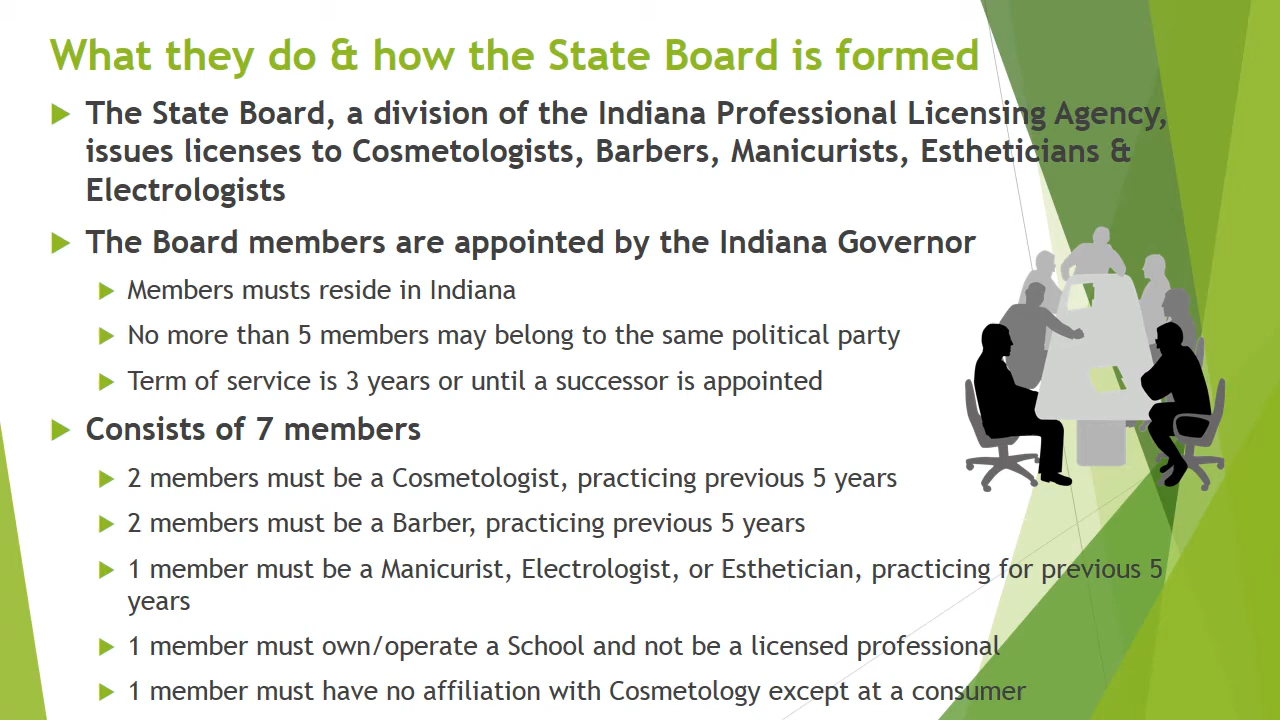 What they do & how the State Board is formed
The State Board, a division of the Indiana Professional Licensing Agency,
issues licenses to Cosmetologists, Barbers, Manicurists, Estheticians &
Electrologists
The Board members are appointed by the Indiana Governor
Members musts reside in Indiana
No more than 5 members may belong to the same political party
Term of service is 3 years or until a successor is appointed
Consists of 7 members
2 members must be a Cosmetologist, practicing previous 5 years
2 members must be a Barber, practicing previous 5 years
1 member must be a Manicurist, Electrologist, or Esthetician, practicing for previous 5
years
1 member must own/operate a School and not be a licensed professional
1 member must have no affiliation with Cosmetology except at a consumer